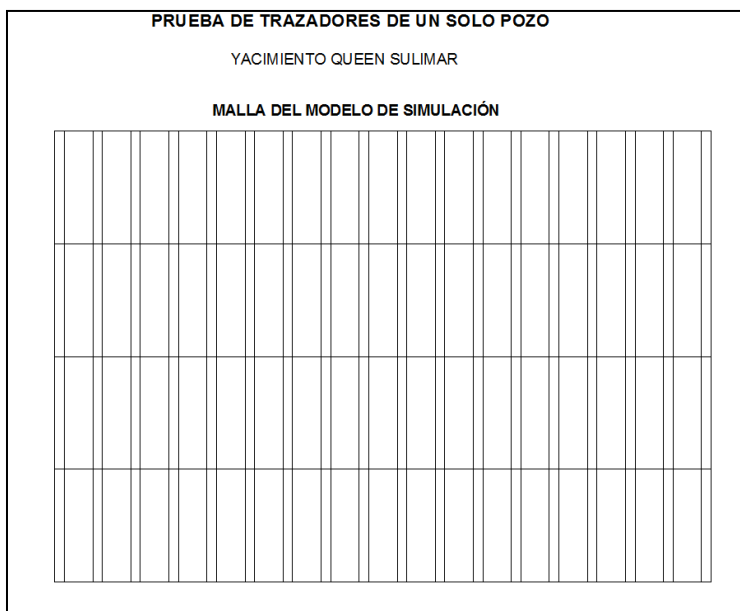 PRUEBA DE TRAZADORES DE UN SOLO POZO
YACIMIENTO QUEEN SULIMAR
MALLA DEL MODELO DE SIMULACIÓN